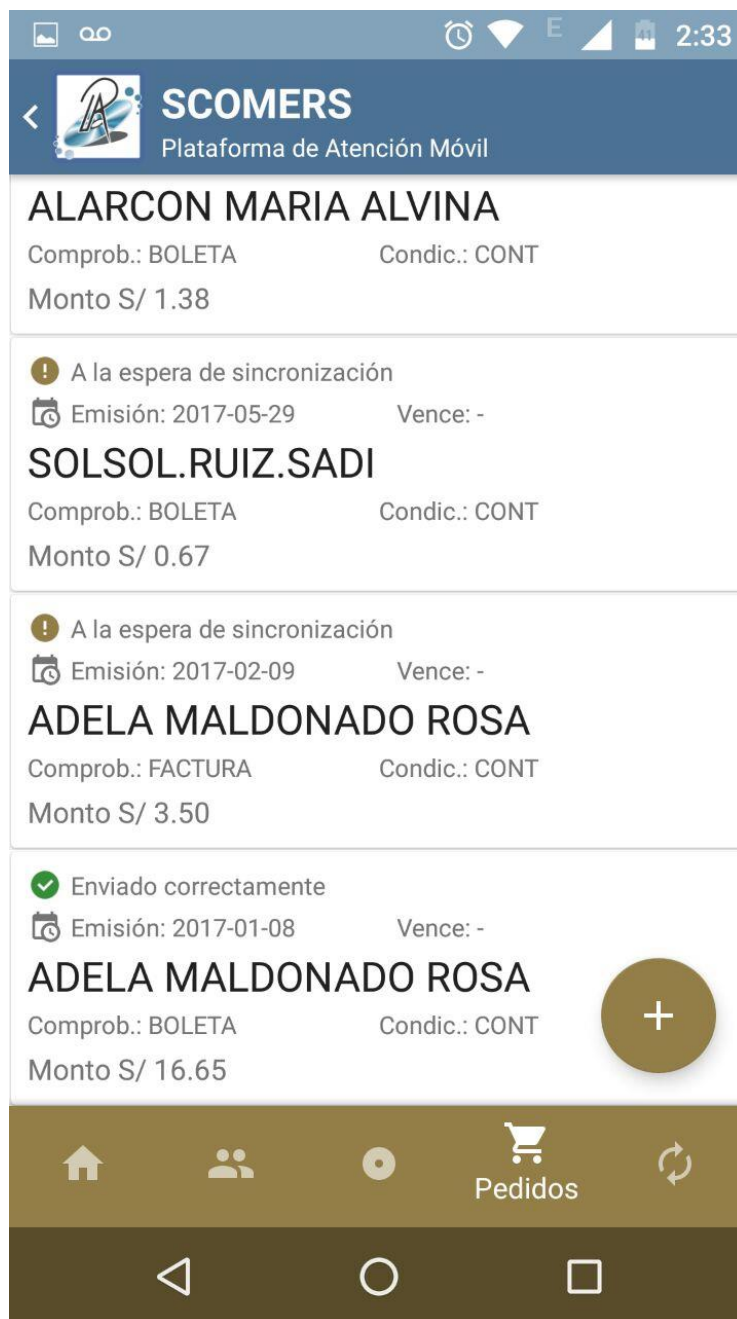 E 41 2:33
SCOMERS
Plataforma de Atención Móvil
ALARCON MARIA ALVINA
Comprob.: BOLETA Condic.: CONT
Monto S/ 1.38
A la espera de sincronización
Emisión: 2017-05-29 Vence: -
SOLSOL.RUIZ.SADI
Comprob.: BOLETA Condic.: CONT
Monto S/ 0.67
A la espera de sincronización
Emisión: 2017-02-09 Vence: -
ADELA MALDONADO ROSA
Comprob.: FACTURA Condic.: CONT
Monto S/ 3.50
Enviado correctamente
Emisión: 2017-01-08 Vence: -
ADELA MALDONADO ROSA
Comprob.: BOLETA Condic.: CONT
Monto S/ 16.65
+
Pedidos